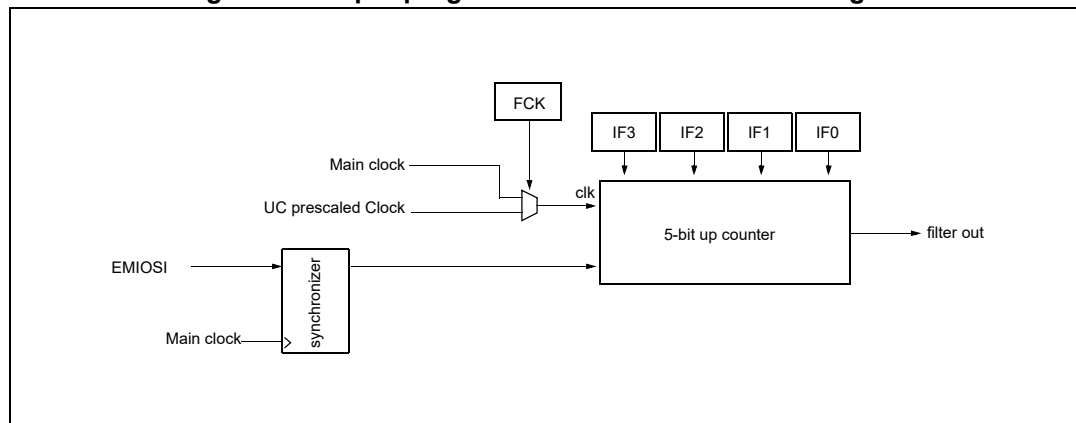 FCK
IF3 IF2 IF1 IF0
Main clock
clk
UC prescaled Clock
5-bit up counter
filter out
EMIOSI
synchronizer
Main clock